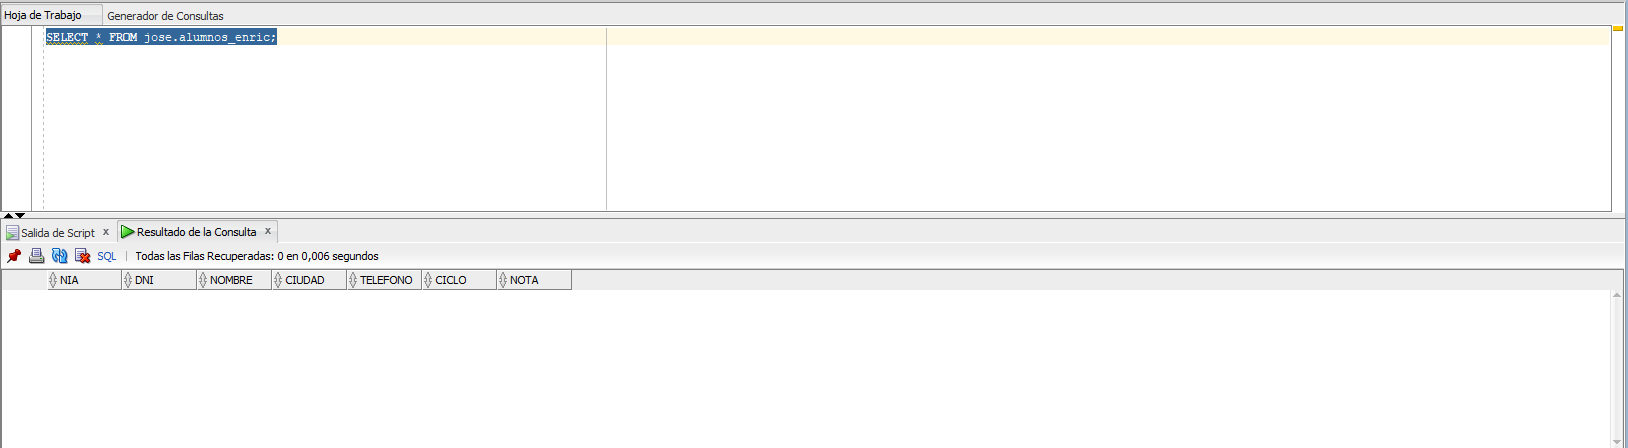 Hoja de Trabajo Generador de Consultas
SELECT * FROM jose.alumnos_enric;
Salida de Script x Resultado de la Consulta x
SQL Todas las Filas Recuperadas: 0 en 0,006 segundos
NIA DNI NOMBRE CIUDAD TELEFONO CICLO NOTA